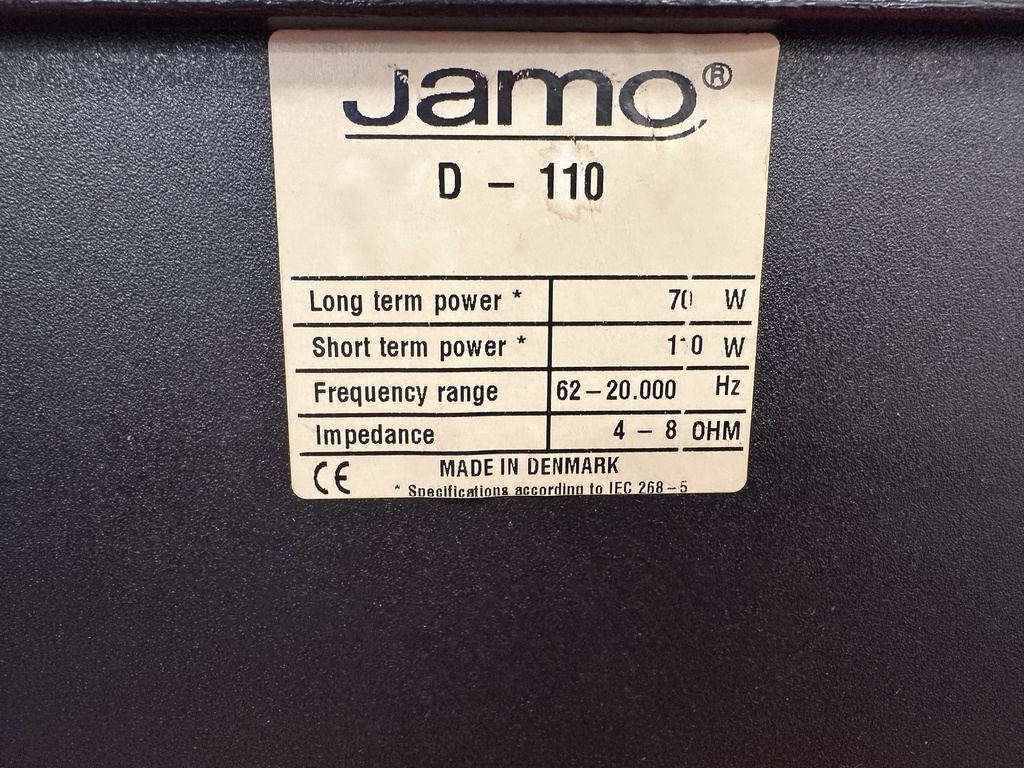 Jamo®
D - 110
Long term power * 70 W
Short term power * 110 W
Frequency range 62 - 20.000 Hz
Impedance 4 - 8 OHM
CE MADE IN DENMARK
* Specifications according to IEC 268 - 5